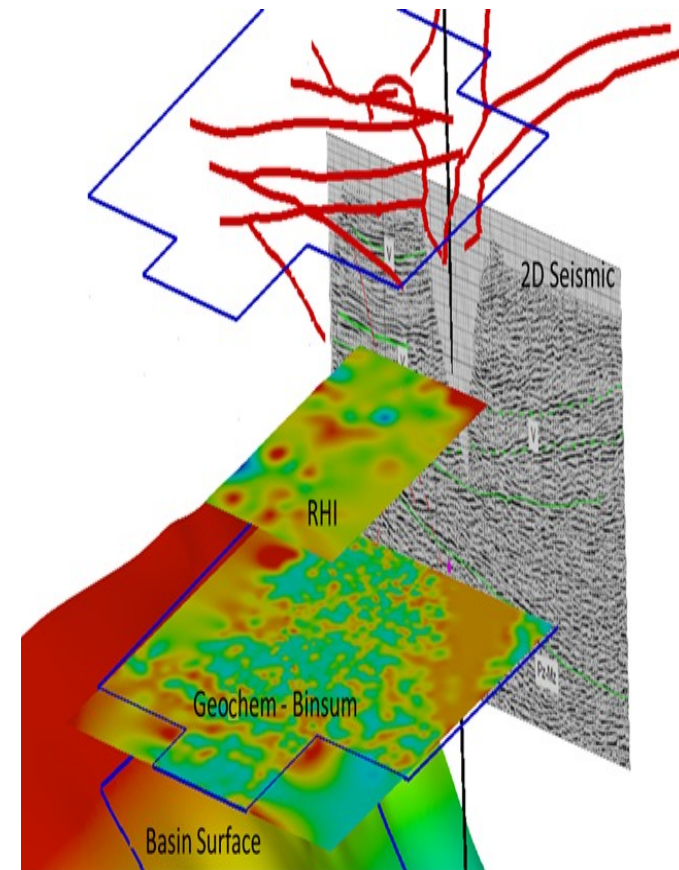 V
2D Seismic
V
V
RHI
Geochem - Binsum
Basin Surface